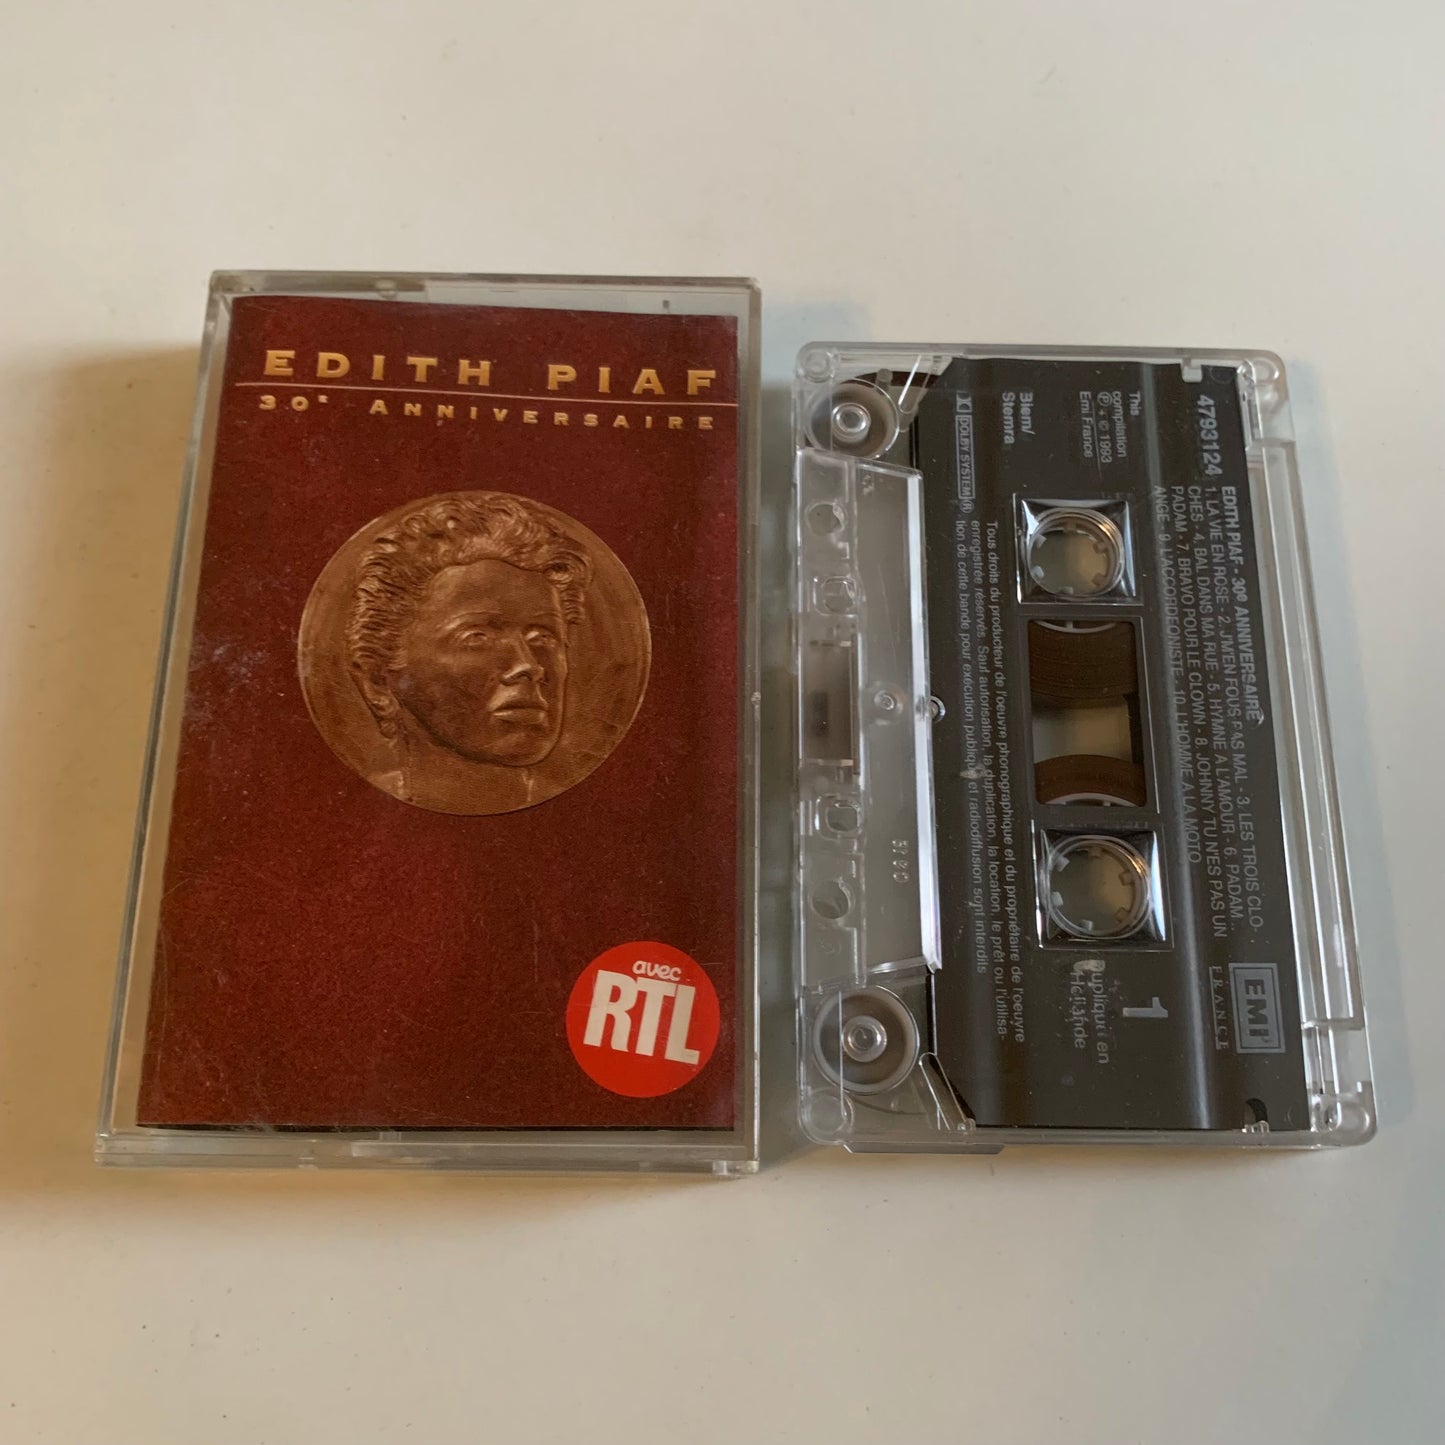 EDITH PIAF
30E ANNIVERSAIRE
avec
RTL
4793124
EDITH PIAF - 30º ANNIVERSAIRE
1. LA VIE EN ROSE - 2. J'M'EN FOUS PAS MAL - 3. LES TROIS CLO-
CHES - 4. BAL DANS MA RUE - 5. HYMNE A L'AMOUR - 6. PADAM..
PADAM - 7. BRAVO POUR LE CLOWN - 8. JOHNNY TU N'ES PAS UN
ANGE - 9. L'ACCORDEONISTE - 10. L'HOMME A LA MOTO
This
compilation
℗ + © 1993
Emi France
Biem/
Stemra
DOLBY SYSTEM ®
Tous droits du producteur de l'oeuvre phonographique et du propriétaire de l'oeuvre
enregistrée réservés. Sauf autorisation, la duplication, la location, le prêt ou l'utilisa-
tion de cette bande pour exécution publique et radiodiffusion sont interdits
1
Dupliqué en
Hollande
EMI
FRANCE